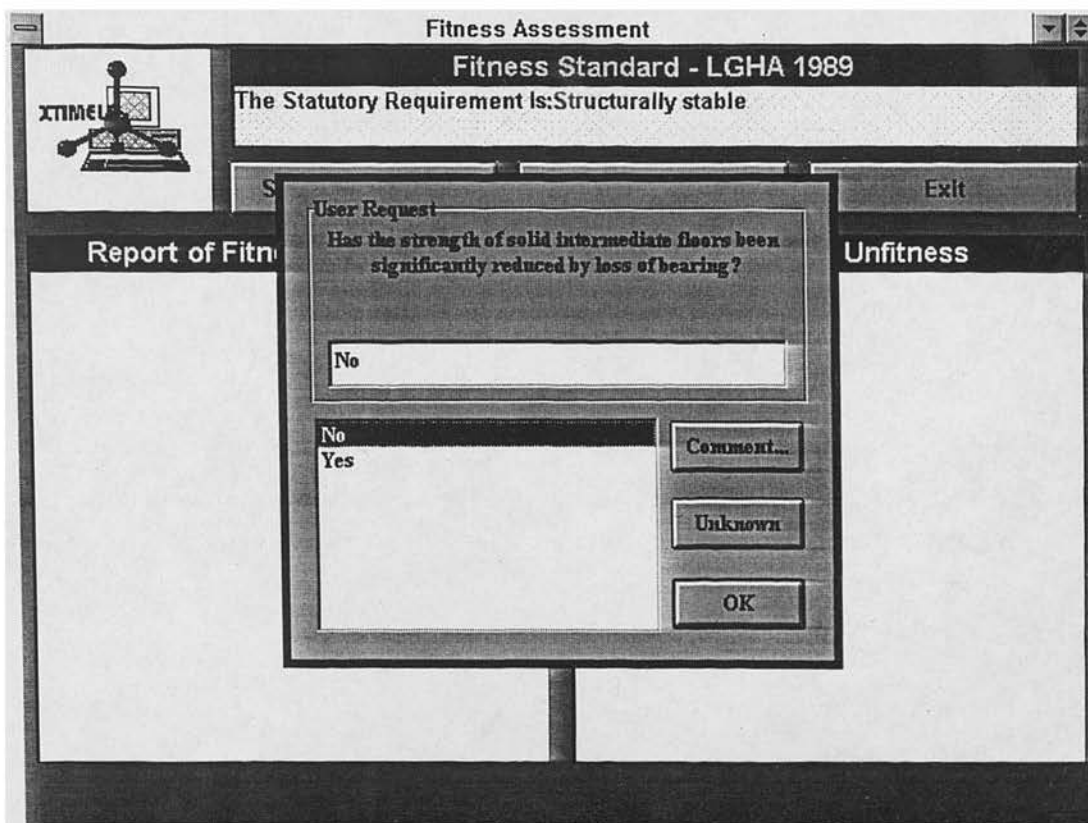 Fitness Assessment
Fitness Standard - LGHA 1989
The Statutory Requirement Is:Structurally stable
Exit
User Request
Has the strength of solid intermediate floors been
significantly reduced by loss of bearing?
Report of
Unfitness
No
No
Yes
Comment...
Unknown
OK